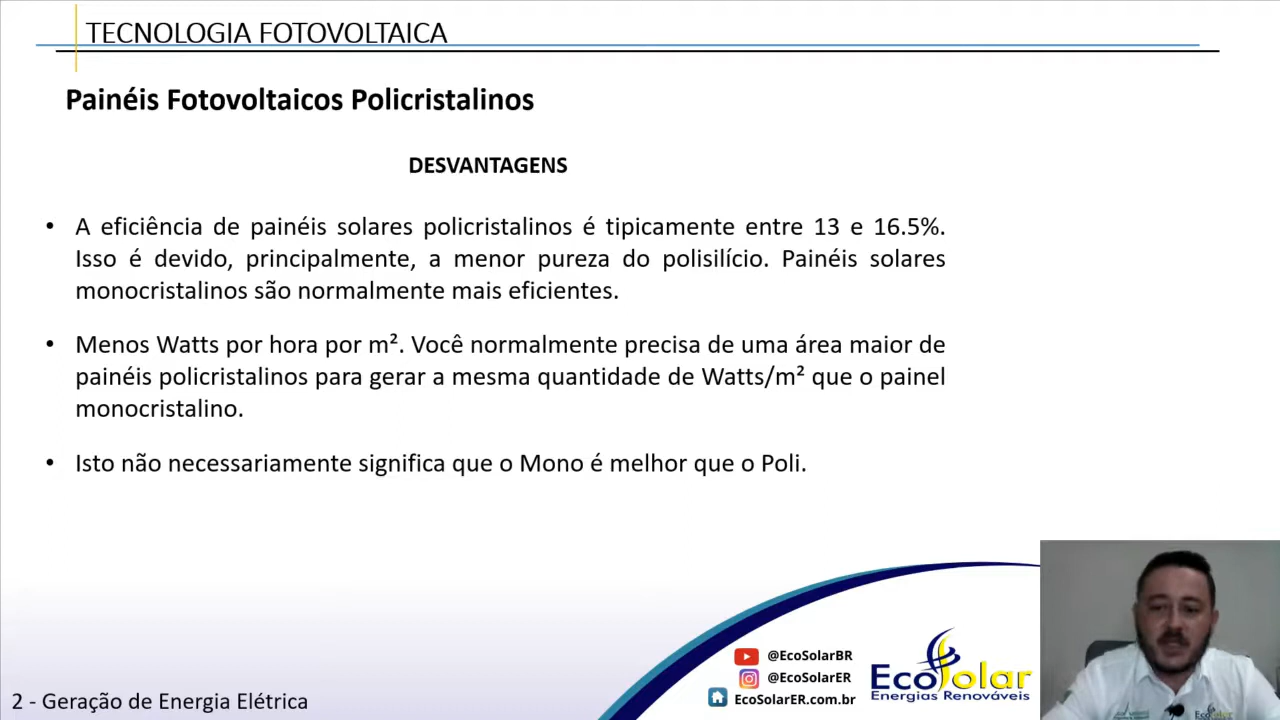 TECNOLOGIA FOTOVOLTAICA
Painéis Fotovoltaicos Policristalinos
DESVANTAGENS
• A eficiência de painéis solares policristalinos é tipicamente entre 13 e 16.5%.
Isso é devido, principalmente, a menor pureza do polisilício. Painéis solares
monocristalinos são normalmente mais eficientes.
• Menos Watts por hora por m². Você normalmente precisa de uma área maior de
painéis policristalinos para gerar a mesma quantidade de Watts/m² que o painel
monocristalino.
• Isto não necessariamente significa que o Mono é melhor que o Poli.
@EcoSolarBR
@EcoSolarER
EcoSolarER.com.br
EcoSolar
Energias Renováveis
2 - Geração de Energia Elétrica